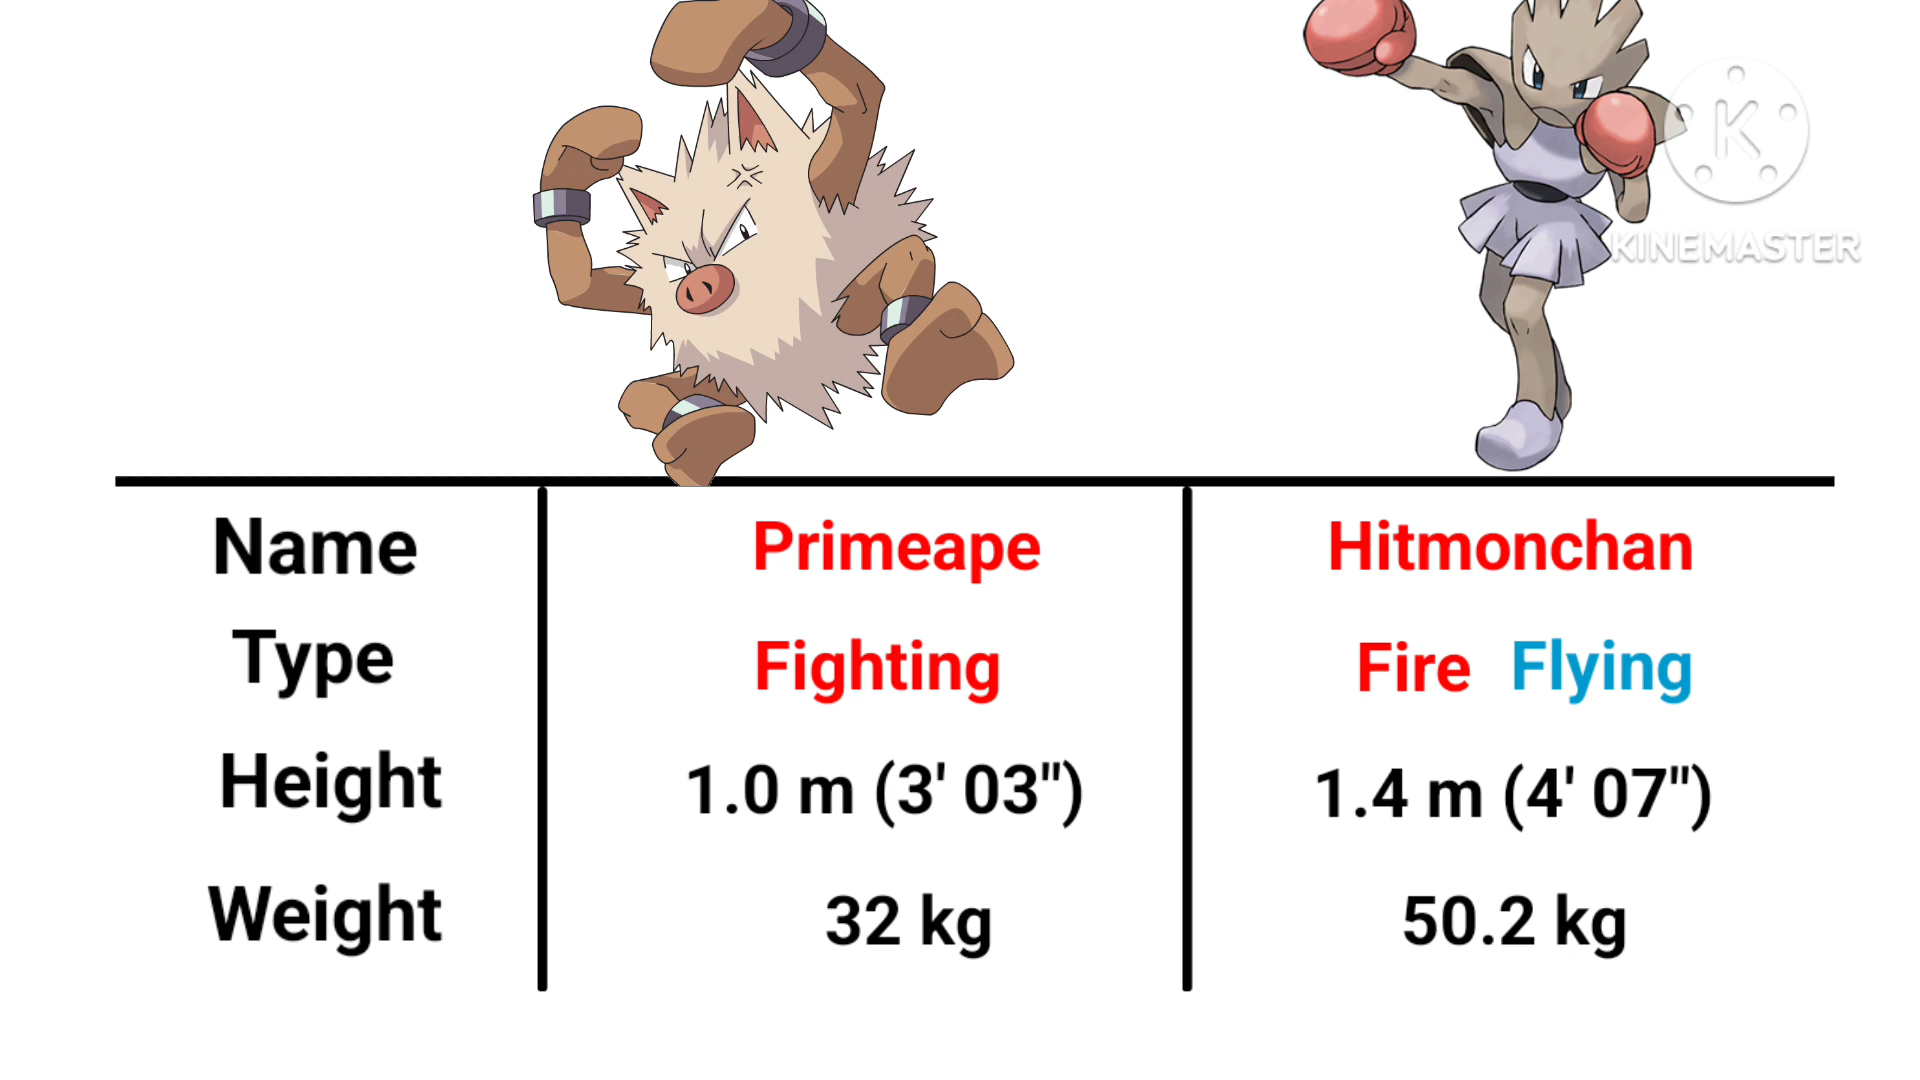 K
KINEMASTER
Name Primeape Hitmonchan
Type Fighting Fire Flying
Height 1.0 m (3' 03") 1.4 m (4' 07")
Weight 32 kg 50.2 kg